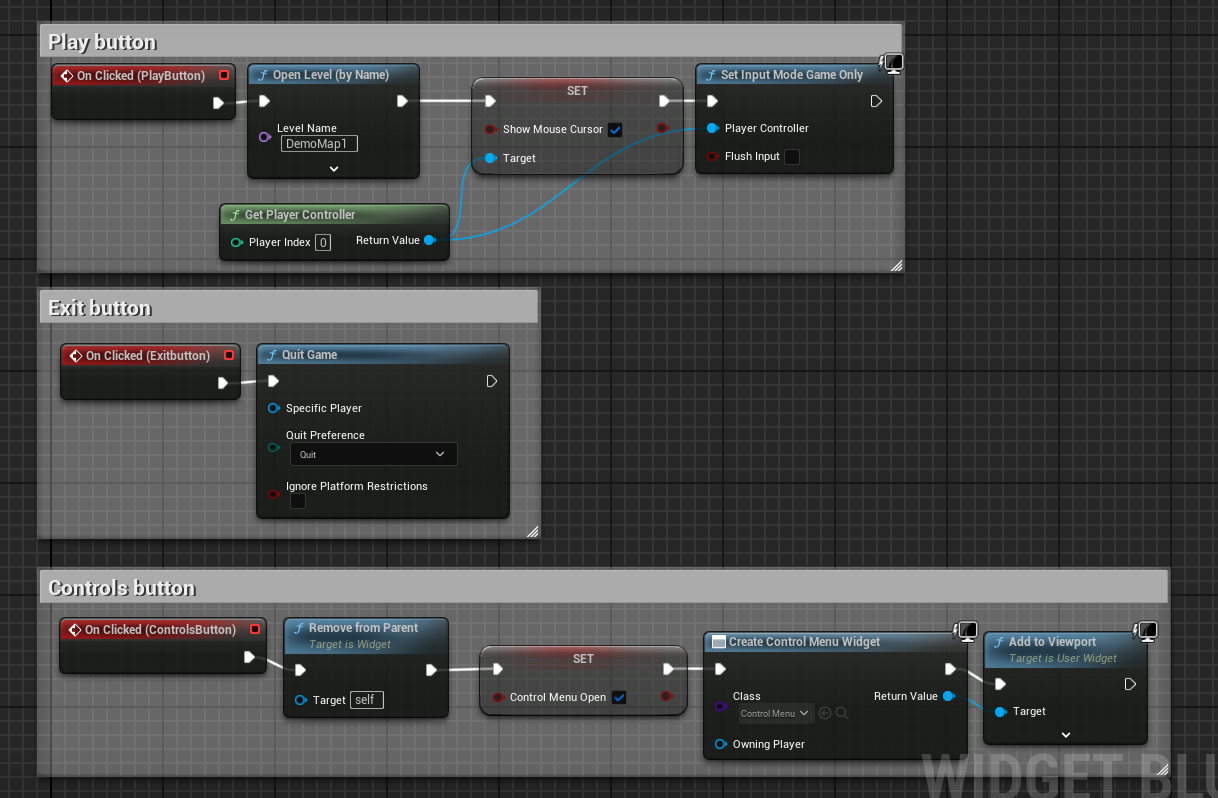 Play button
On Clicked (PlayButton)
f Open Level (by Name)
SET
f Set Input Mode Game Only
Level Name
DemoMap1
Show Mouse Cursor
Target
Player Controller
Flush Input
f Get Player Controller
Player Index 0
Return Value
Exit button
On Clicked (Exitbutton)
f Quit Game
Specific Player
Quit Preference
Quit
Ignore Platform Restrictions
Controls button
On Clicked (ControlsButton)
f Remove from Parent
Target is Widget
Target self
SET
Control Menu Open
Create Control Menu Widget
Class
Control Menu
Return Value
Owning Player
f Add to Viewport
Target is User Widget
Target
WIDGET BLU